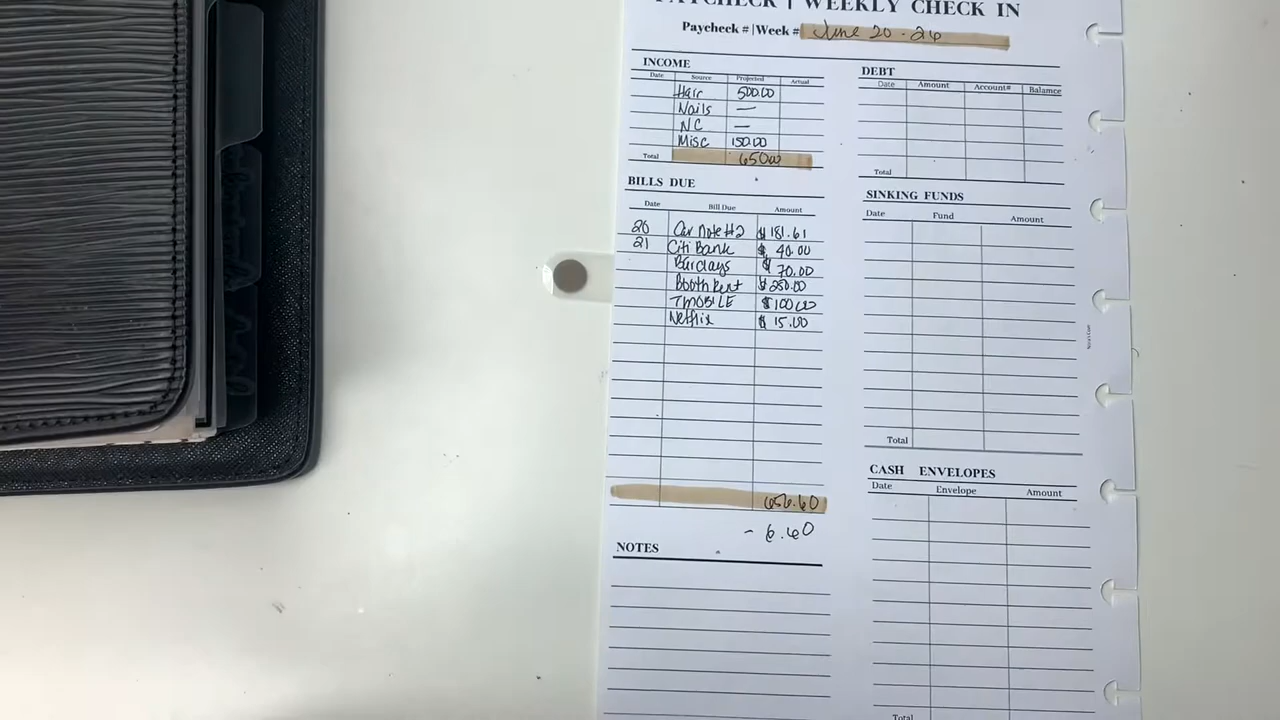 PAYCHECK | WEEKLY CHECK IN
Paycheck # | Week # June 20-26
INCOME
Date Source Projected Actual
Hair 500.00
Nails —
NC —
Misc 150.00
Total 650.00
BILLS DUE
Date Bill Due Amount
20 Car Note #2 $ 181.61
21 Citi Bank $ 40.00
Barclays $ 70.00
Booth Rent $ 250.00
TMOBILE $ 100.00
Netflix $ 15.00
656.60
- 6.60
NOTES
DEBT
Date Amount Account# Balance
Total
SINKING FUNDS
Date Fund Amount
Total
CASH ENVELOPES
Date Envelope Amount
Total